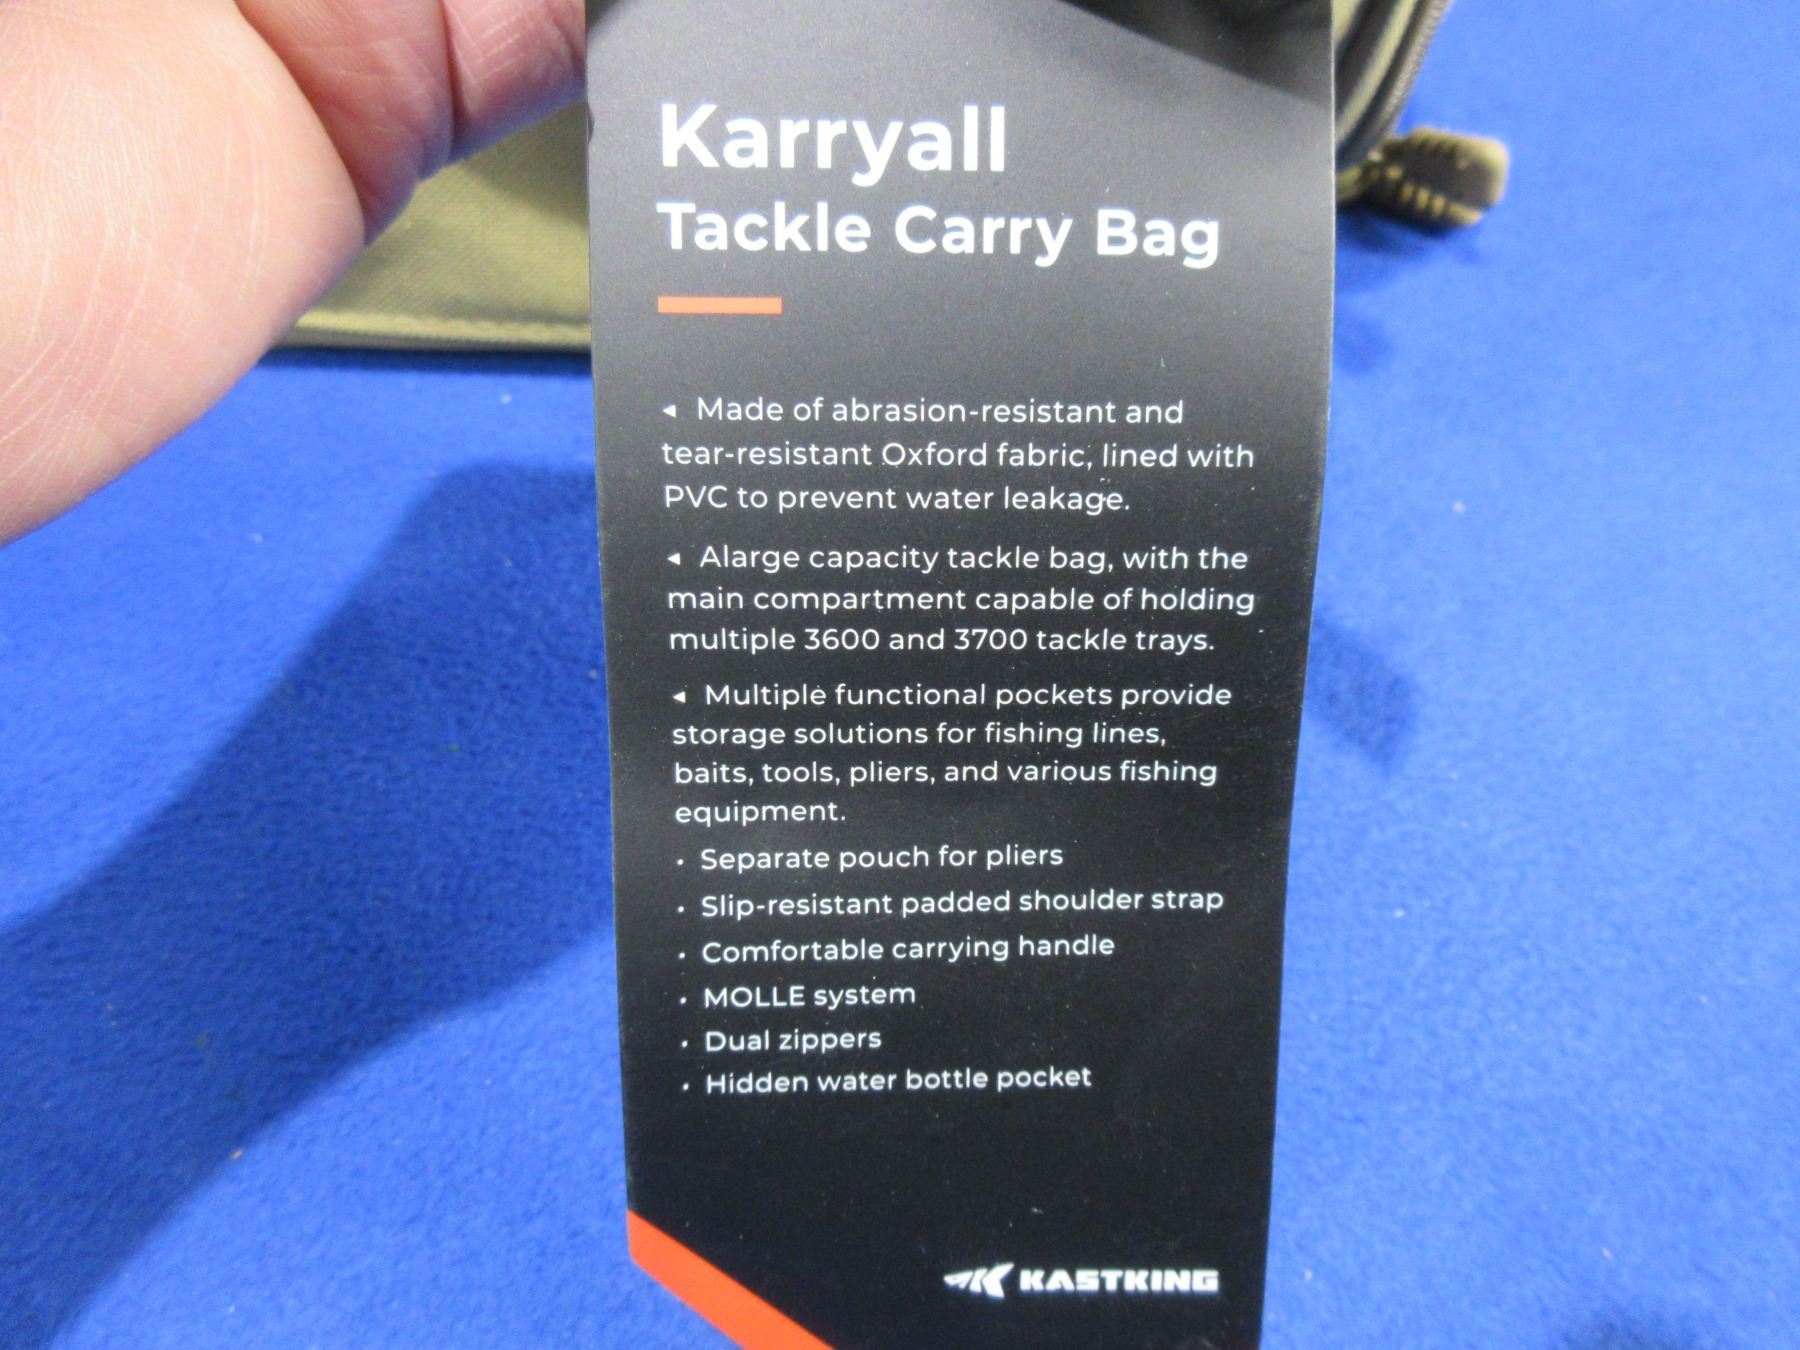 Karryall
Tackle Carry Bag
◂ Made of abrasion-resistant and
tear-resistant Oxford fabric, lined with
PVC to prevent water leakage.
◂ Alarge capacity tackle bag, with the
main compartment capable of holding
multiple 3600 and 3700 tackle trays.
◂ Multiple functional pockets provide
storage solutions for fishing lines,
baits, tools, pliers, and various fishing
equipment.
• Separate pouch for pliers
• Slip-resistant padded shoulder strap
• Comfortable carrying handle
• MOLLE system
• Dual zippers
• Hidden water bottle pocket
KASTKING